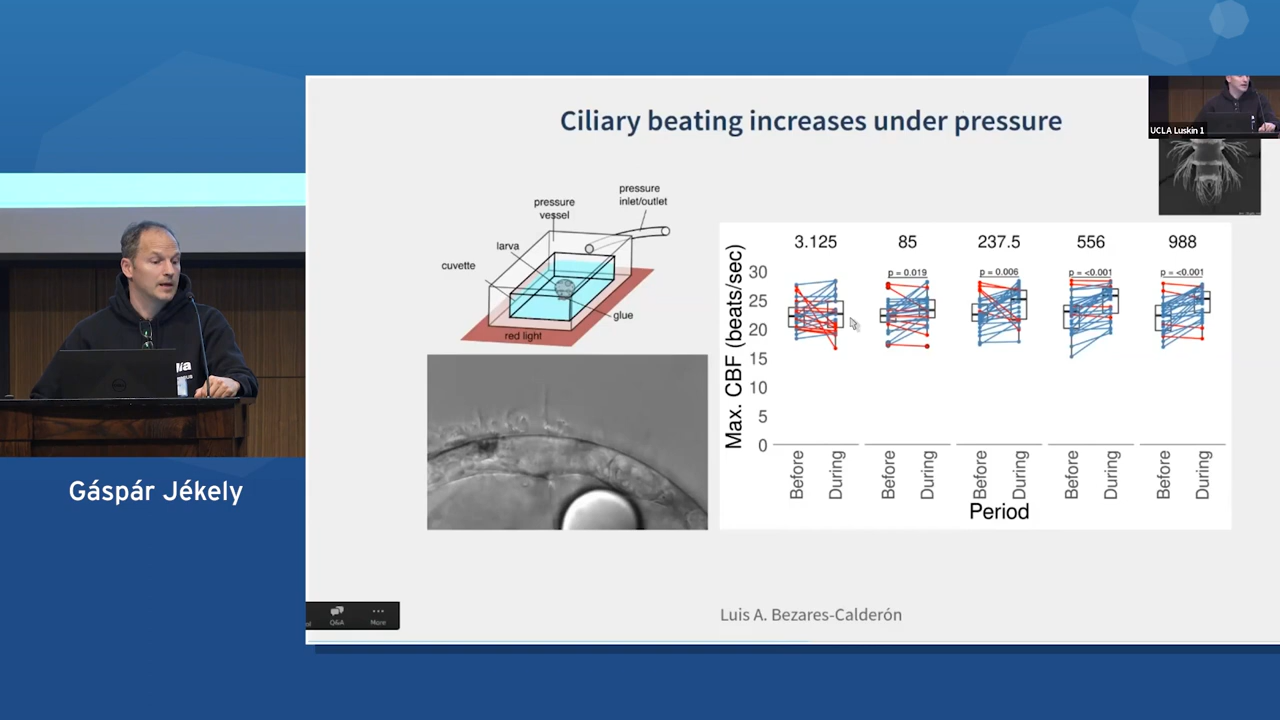 Ciliary beating increases under pressure
UCLA Luskin 1
pressure
vessel
pressure
inlet/outlet
larva
cuvette
glue
red light
3.125 85 237.5 556 988
p = 0.019 p = 0.006 p = <0.001 p = <0.001
Max. CBF (beats/sec)
30
25
20
15
10
5
0
Before During Before During Before During Before During Before During
Period
Gáspár Jékely
Q&A More
Luis A. Bezares-Calderón